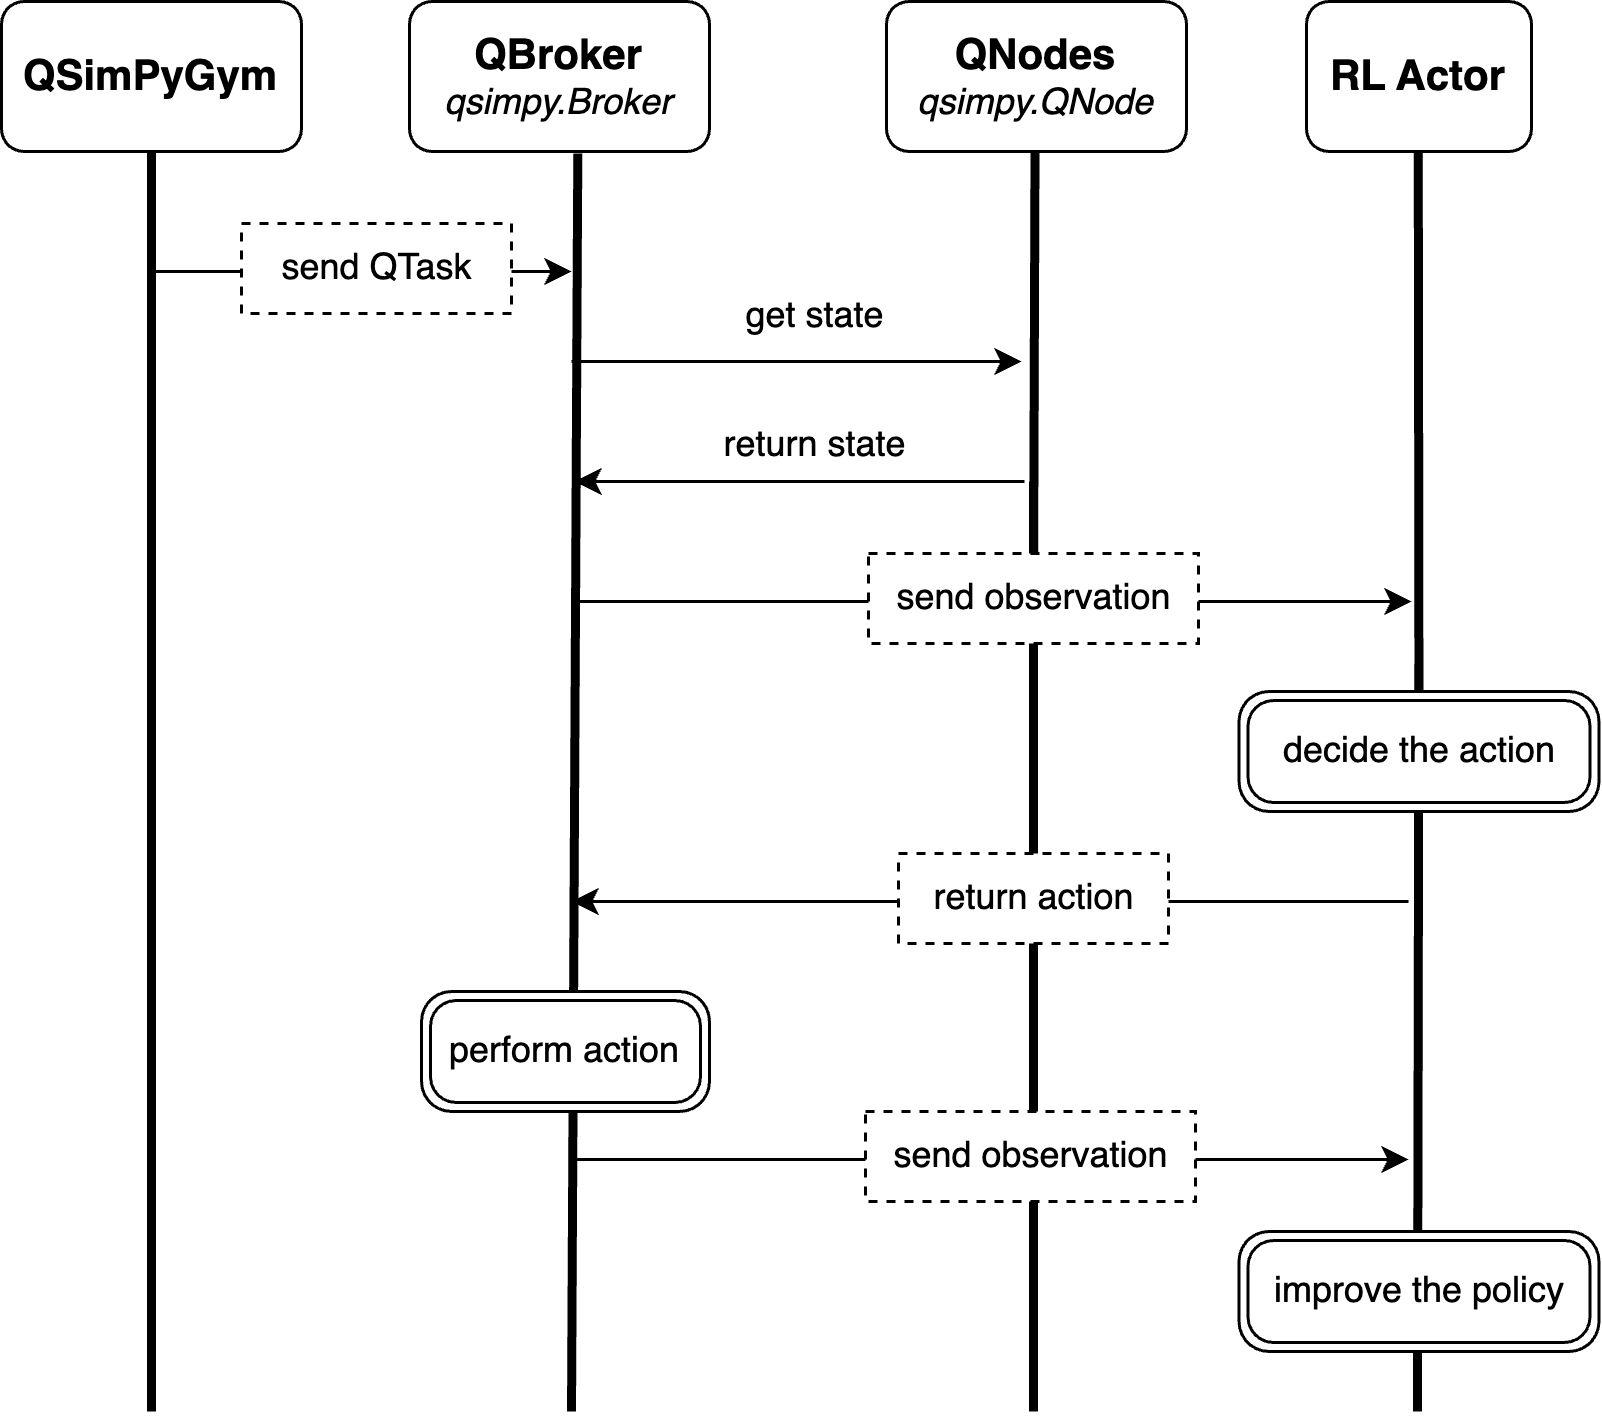 QSimPyGym
QBroker
qsimpy.Broker
QNodes
qsimpy.QNode
RL Actor
send QTask
get state
return state
send observation
decide the action
return action
perform action
send observation
improve the policy